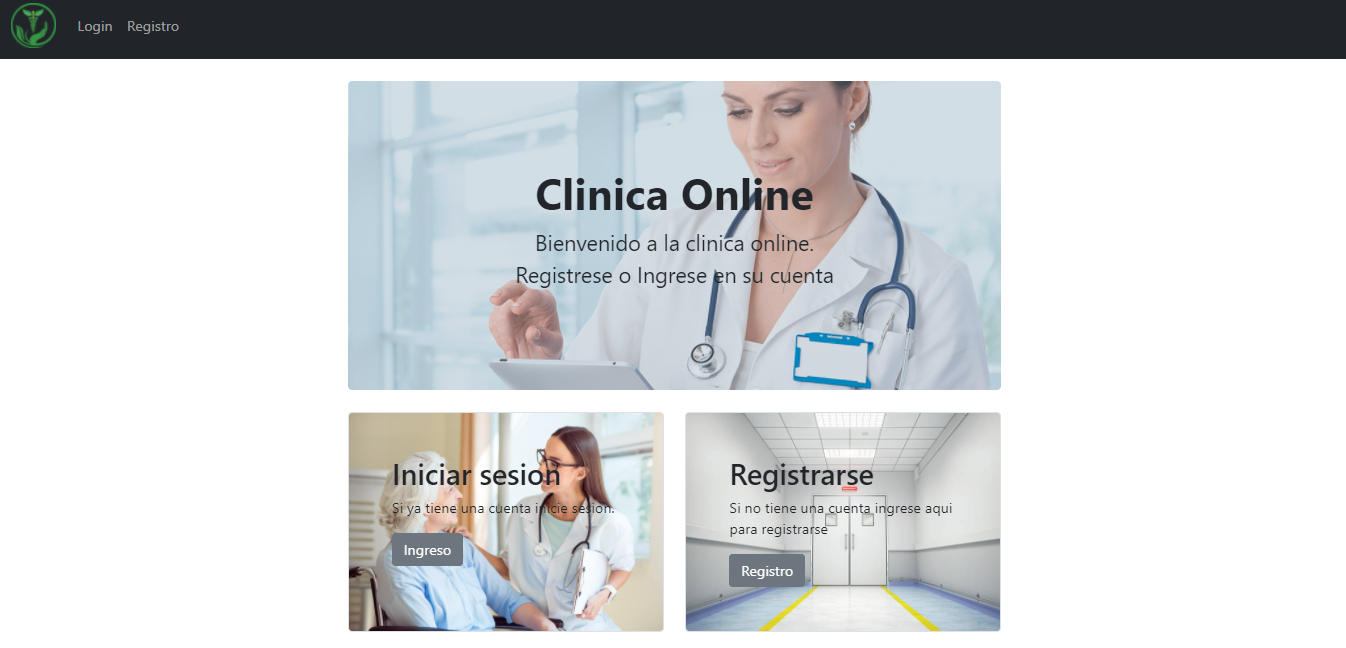 Login Registro
Clinica Online
Bienvenido a la clinica online.
Registrese o Ingrese en su cuenta
Iniciar sesion
Si ya tiene una cuenta inicie sesion.
Ingreso
Registrarse
Si no tiene una cuenta ingrese aqui
para registrarse
Registro